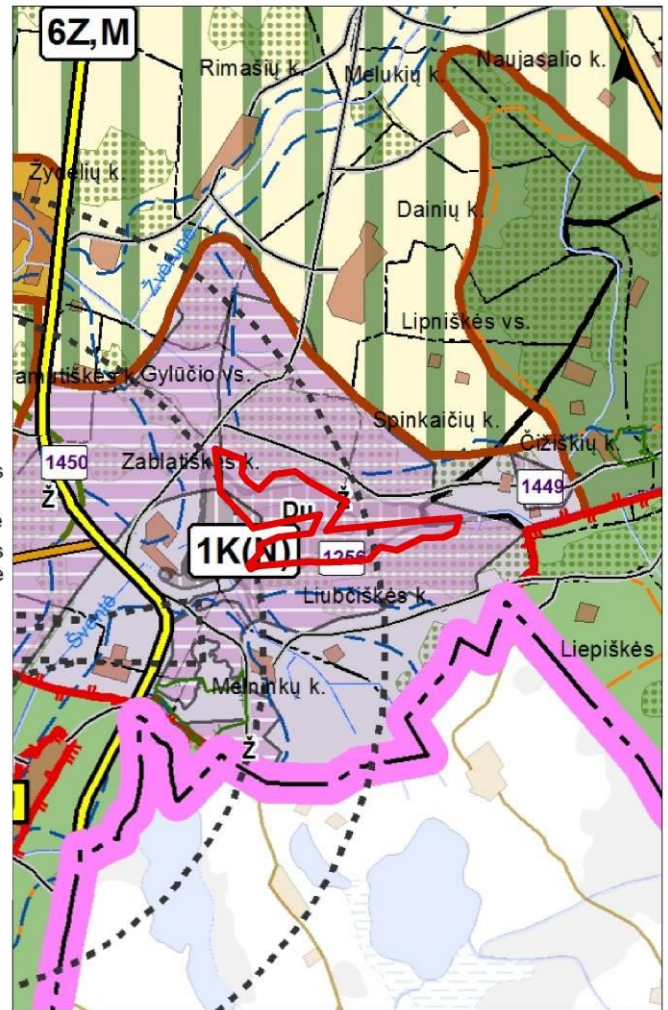 6Z,M
Rimašių k.
Melukių k.
Naujasalio k.
Žydelių k.
Dainių k.
Žvėrupė
Lipniškės vs.
Gylūčio vs.
Spinkaičių k.
Čižiškių k.
1450
Zablatiškės k.
1449
Ž
Du
Ž
1K(N)
1256
Liubčiškės k.
Šventė
Liepiškės
Melninkų k.
Ž